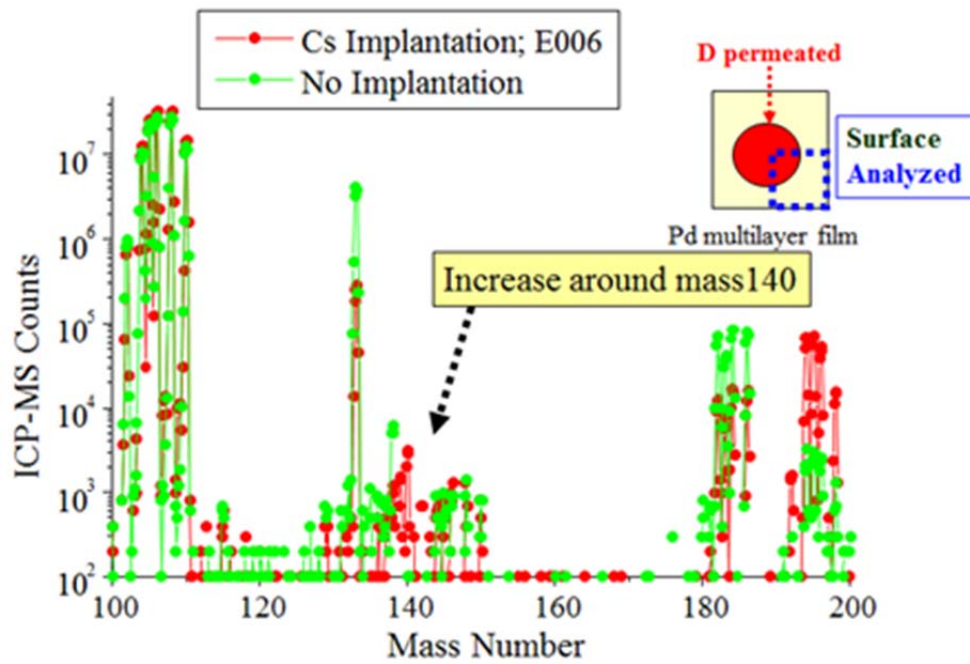 Cs Implantation; E006
No Implantation
D permeated
Surface
Analyzed
Pd multilayer film
Increase around mass140
ICP-MS Counts
10^7
10^6
10^5
10^4
10^3
10^2
100 120 140 160 180 200
Mass Number